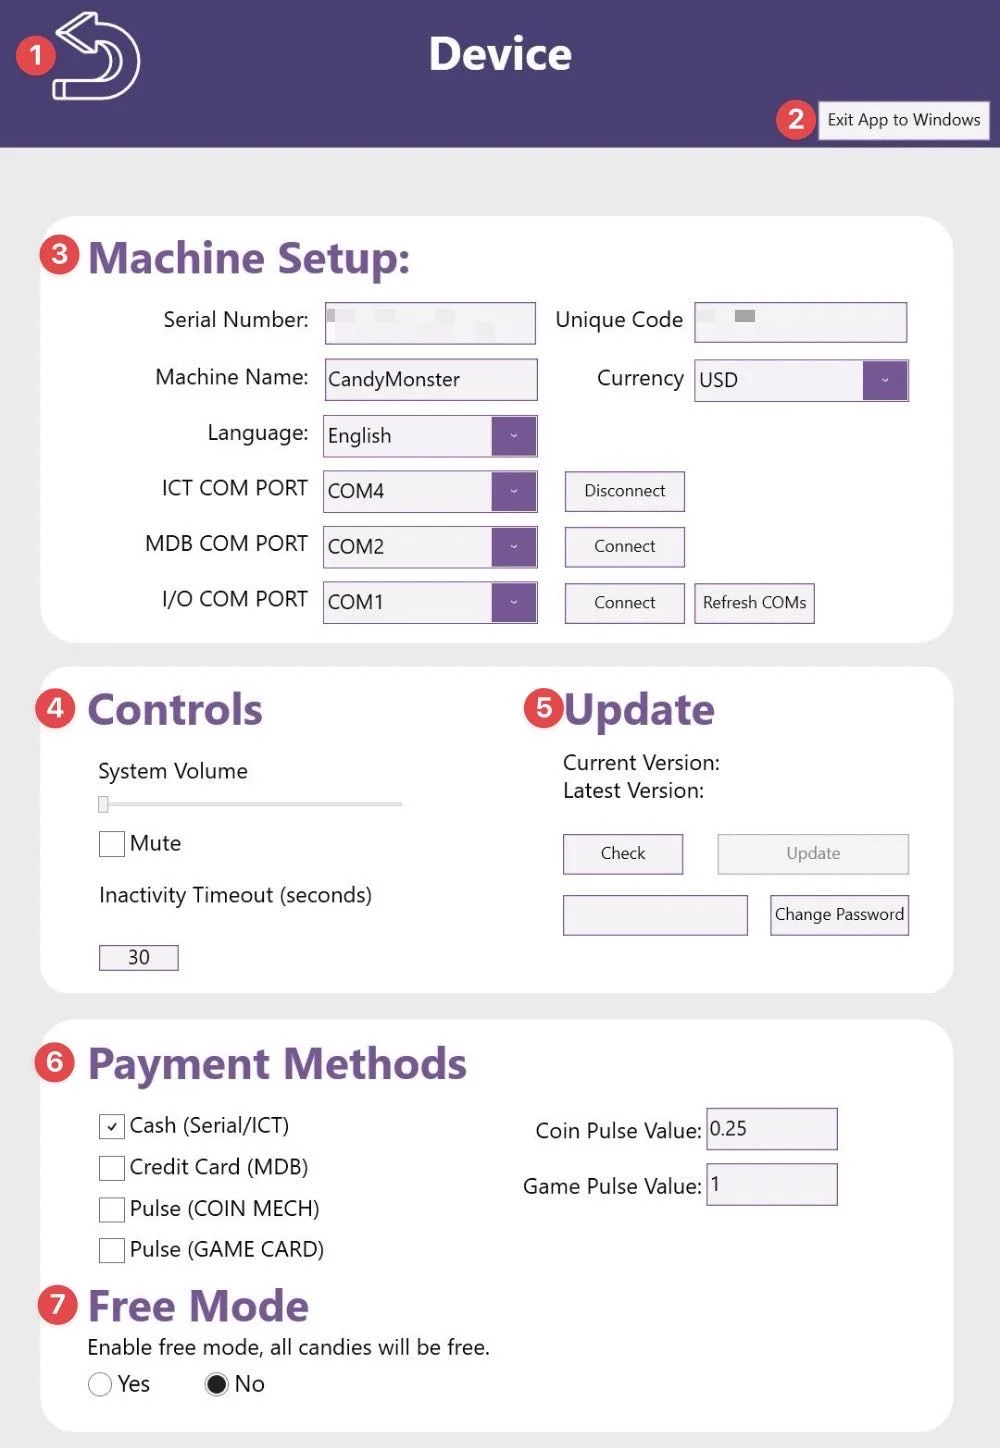 1
Device
2 Exit App to Windows
3 Machine Setup:
Serial Number: Unique Code
Machine Name: CandyMonster Currency USD
Language: English
ICT COM PORT COM4 Disconnect
MDB COM PORT COM2 Connect
I/O COM PORT COM1 Connect Refresh COMs
4 Controls
System Volume
Mute
Inactivity Timeout (seconds)
30
5 Update
Current Version:
Latest Version:
Check Update
Change Password
6 Payment Methods
Cash (Serial/ICT)
Credit Card (MDB)
Pulse (COIN MECH)
Pulse (GAME CARD)
Coin Pulse Value: 0.25
Game Pulse Value: 1
7 Free Mode
Enable free mode, all candies will be free.
Yes No